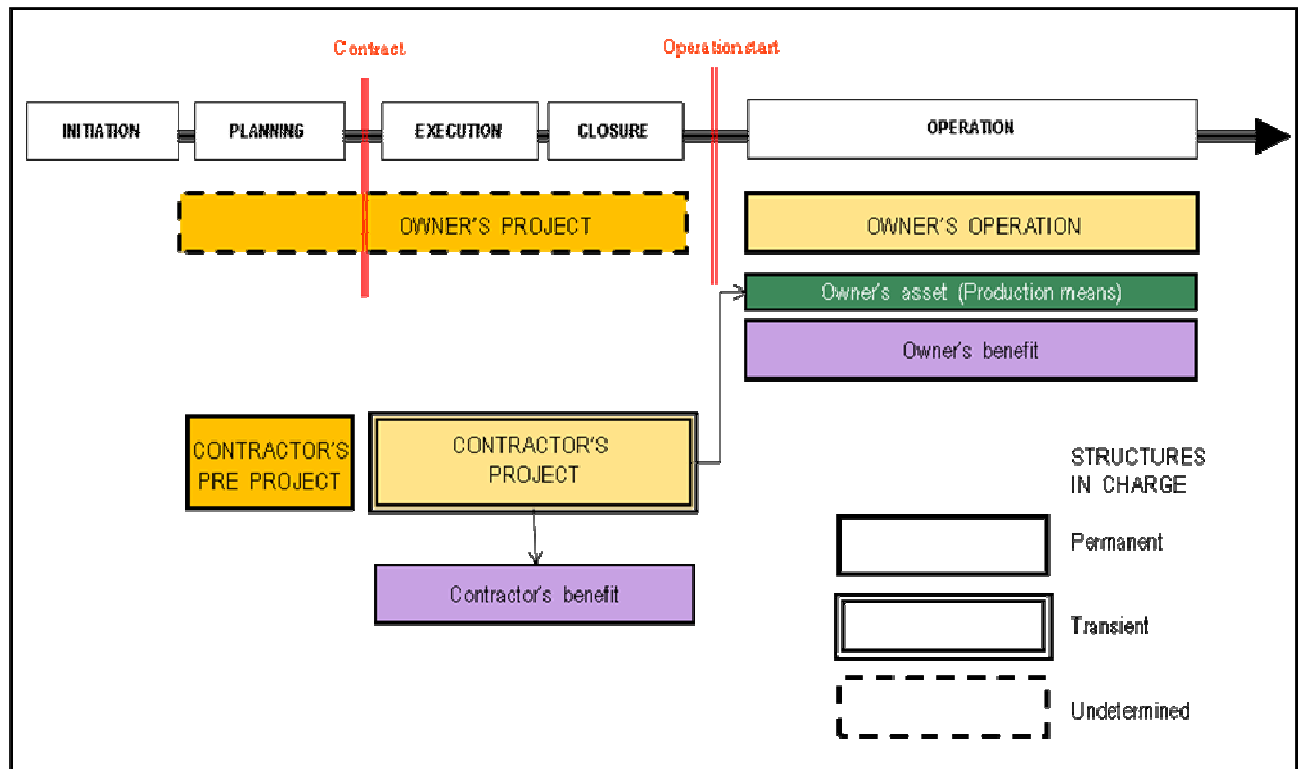 Contract
Operation start
INITIATION
PLANNING
EXECUTION
CLOSURE
OPERATION
OWNER'S PROJECT
OWNER'S OPERATION
Owner's asset (Production means)
Owner's benefit
CONTRACTOR'S
PRE PROJECT
CONTRACTOR'S
PROJECT
Contractor's benefit
STRUCTURES
IN CHARGE
Permanent
Transient
Undetermined